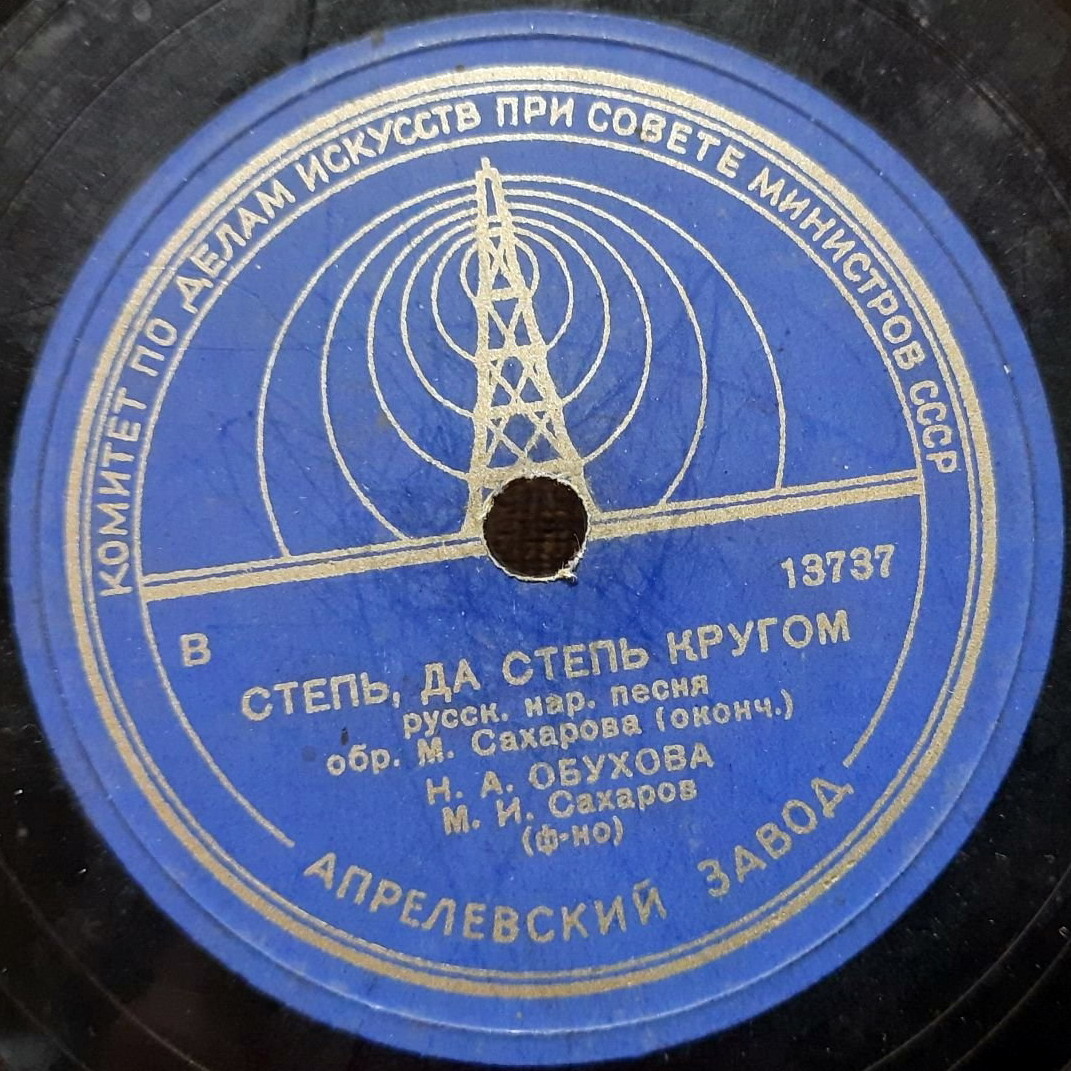 КОМИТЕТ ПО ДЕЛАМ ИСКУССТВ ПРИ СОВЕТЕ МИНИСТРОВ СССР
13737
В
СТЕПЬ, ДА СТЕПЬ КРУГОМ
русск. нар. песня
обр. М. Сахарова (оконч.)
Н. А. ОБУХОВА
М. И. Сахаров
(ф-но)
АПРЕЛЕВСКИЙ ЗАВОД